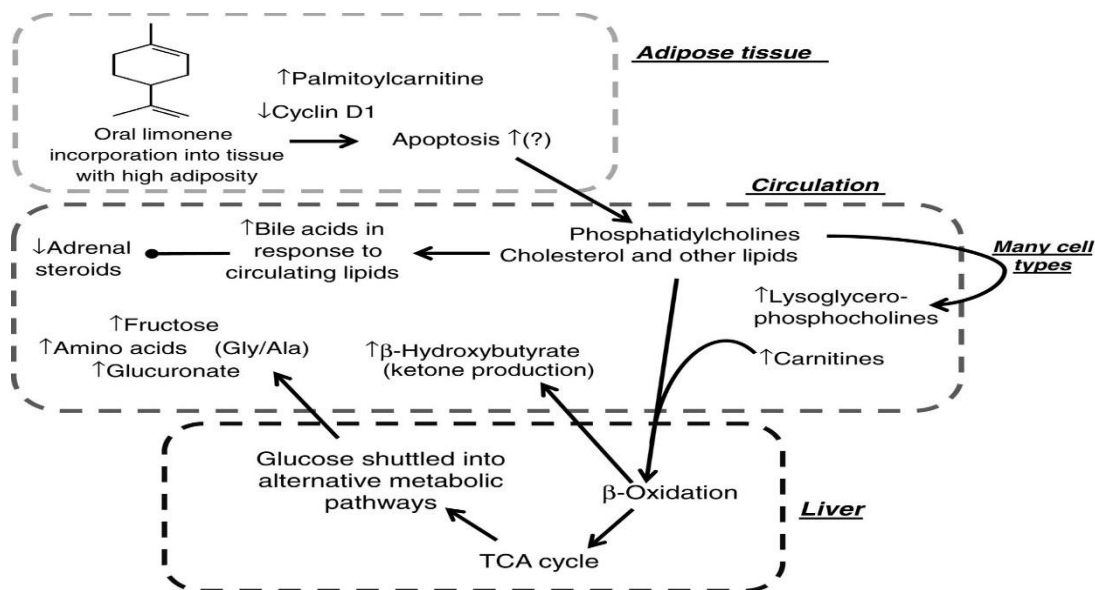 Adipose tissue
↑Palmitoylcarnitine
↓Cyclin D1
Oral limonene
incorporation into tissue
with high adiposity
Apoptosis ↑(?)
Circulation
↓Adrenal
steroids
↑Bile acids in
response to
circulating lipids
Phosphatidylcholines
Cholesterol and other lipids
Many cell
types
↑Lysoglycero-
phosphocholines
↑Fructose
↑Amino acids (Gly/Ala)
↑Glucuronate
↑β-Hydroxybutyrate
(ketone production)
↑Carnitines
Glucose shuttled into
alternative metabolic
pathways
β-Oxidation
Liver
TCA cycle